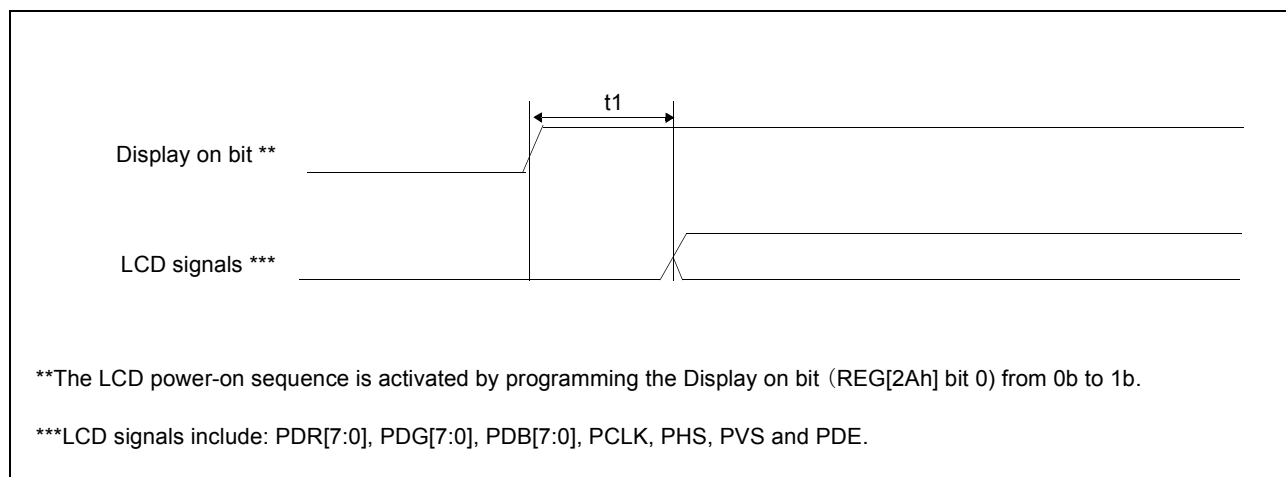 t1
Display on bit **
LCD signals ***
**The LCD power-on sequence is activated by programming the Display on bit（REG[2Ah] bit 0) from 0b to 1b.
***LCD signals include: PDR[7:0], PDG[7:0], PDB[7:0], PCLK, PHS, PVS and PDE.